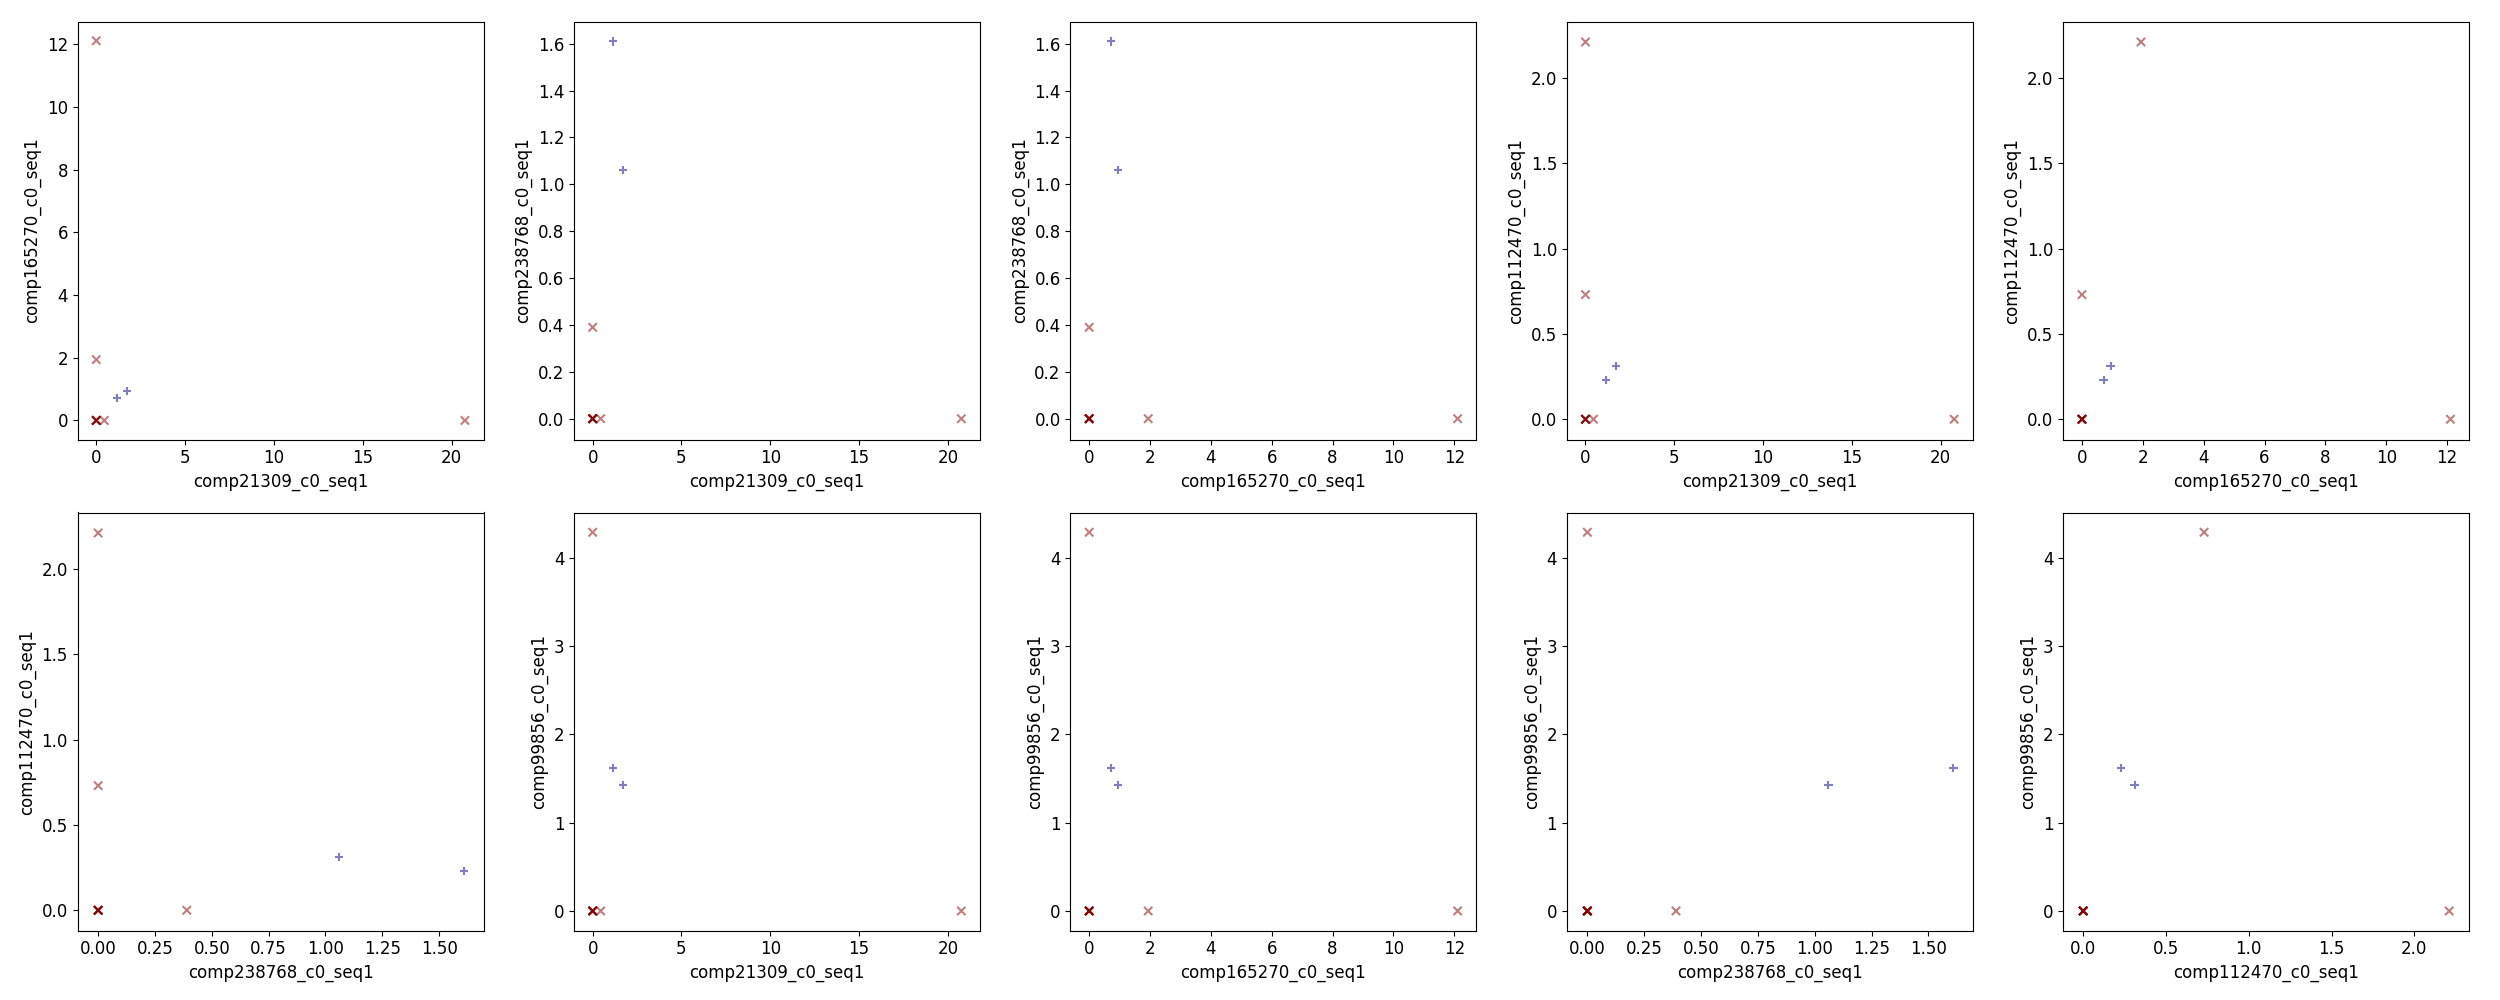 12
10
8
6
4
2
0
comp165270_c0_seq1
0 5 10 15 20
comp21309_c0_seq1
1.6
1.4
1.2
1.0
0.8
0.6
0.4
0.2
0.0
comp238768_c0_seq1
0 5 10 15 20
comp21309_c0_seq1
1.6
1.4
1.2
1.0
0.8
0.6
0.4
0.2
0.0
comp238768_c0_seq1
0 2 4 6 8 10 12
comp165270_c0_seq1
2.0
1.5
1.0
0.5
0.0
comp112470_c0_seq1
0 5 10 15 20
comp21309_c0_seq1
2.0
1.5
1.0
0.5
0.0
comp112470_c0_seq1
0 2 4 6 8 10 12
comp165270_c0_seq1
2.0
1.5
1.0
0.5
0.0
comp112470_c0_seq1
0.00 0.25 0.50 0.75 1.00 1.25 1.50
comp238768_c0_seq1
4
3
2
1
0
comp99856_c0_seq1
0 5 10 15 20
comp21309_c0_seq1
4
3
2
1
0
comp99856_c0_seq1
0 2 4 6 8 10 12
comp165270_c0_seq1
4
3
2
1
0
comp99856_c0_seq1
0.00 0.25 0.50 0.75 1.00 1.25 1.50
comp238768_c0_seq1
4
3
2
1
0
comp99856_c0_seq1
0.0 0.5 1.0 1.5 2.0
comp112470_c0_seq1